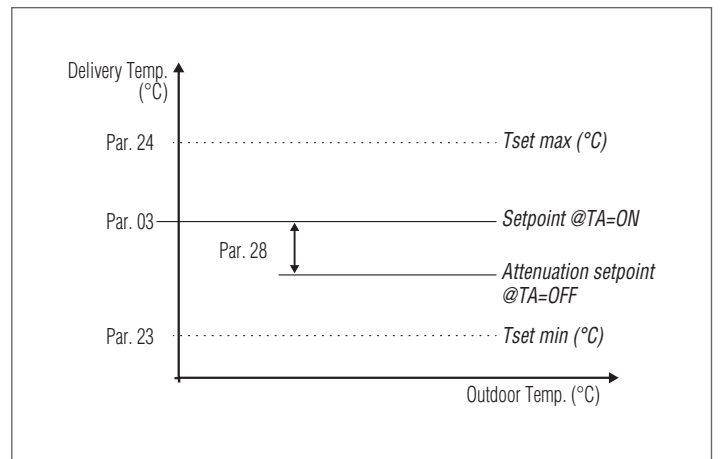 Delivery Temp.
(°C)
Par. 24
Tset max (°C)
Par. 03
Setpoint @TA=ON
Par. 28
Attenuation setpoint
@TA=OFF
Par. 23
Tset min (°C)
Outdoor Temp. (°C)